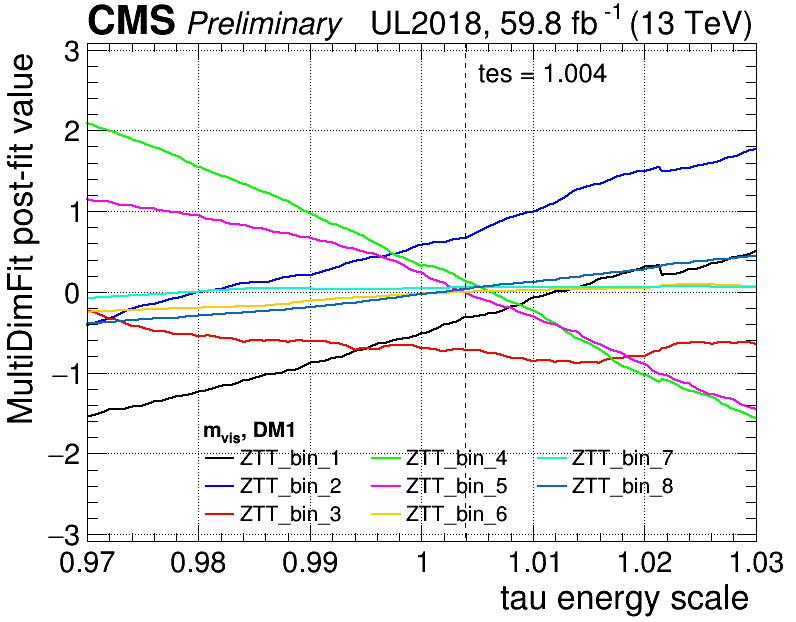 CMS Preliminary UL2018, 59.8 fb⁻¹ (13 TeV)
MultiDimFit post-fit value
3
2
1
0
−1
−2
−3
tes = 1.004
m_vis, DM1
ZTT_bin_1 ZTT_bin_4 ZTT_bin_7
ZTT_bin_2 ZTT_bin_5 ZTT_bin_8
ZTT_bin_3 ZTT_bin_6
0.97 0.98 0.99 1 1.01 1.02 1.03
tau energy scale